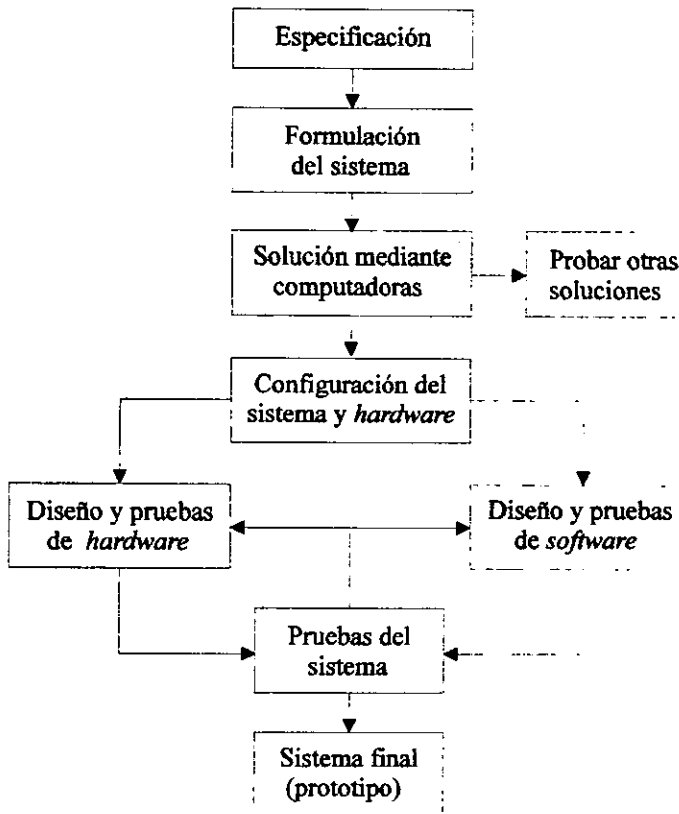 Especificación
Formulación
del sistema
Solución mediante
computadoras
Probar otras
soluciones
Configuración del
sistema y hardware
Diseño y pruebas
de hardware
Diseño y pruebas
de software
Pruebas del
sistema
Sistema final
(prototipo)